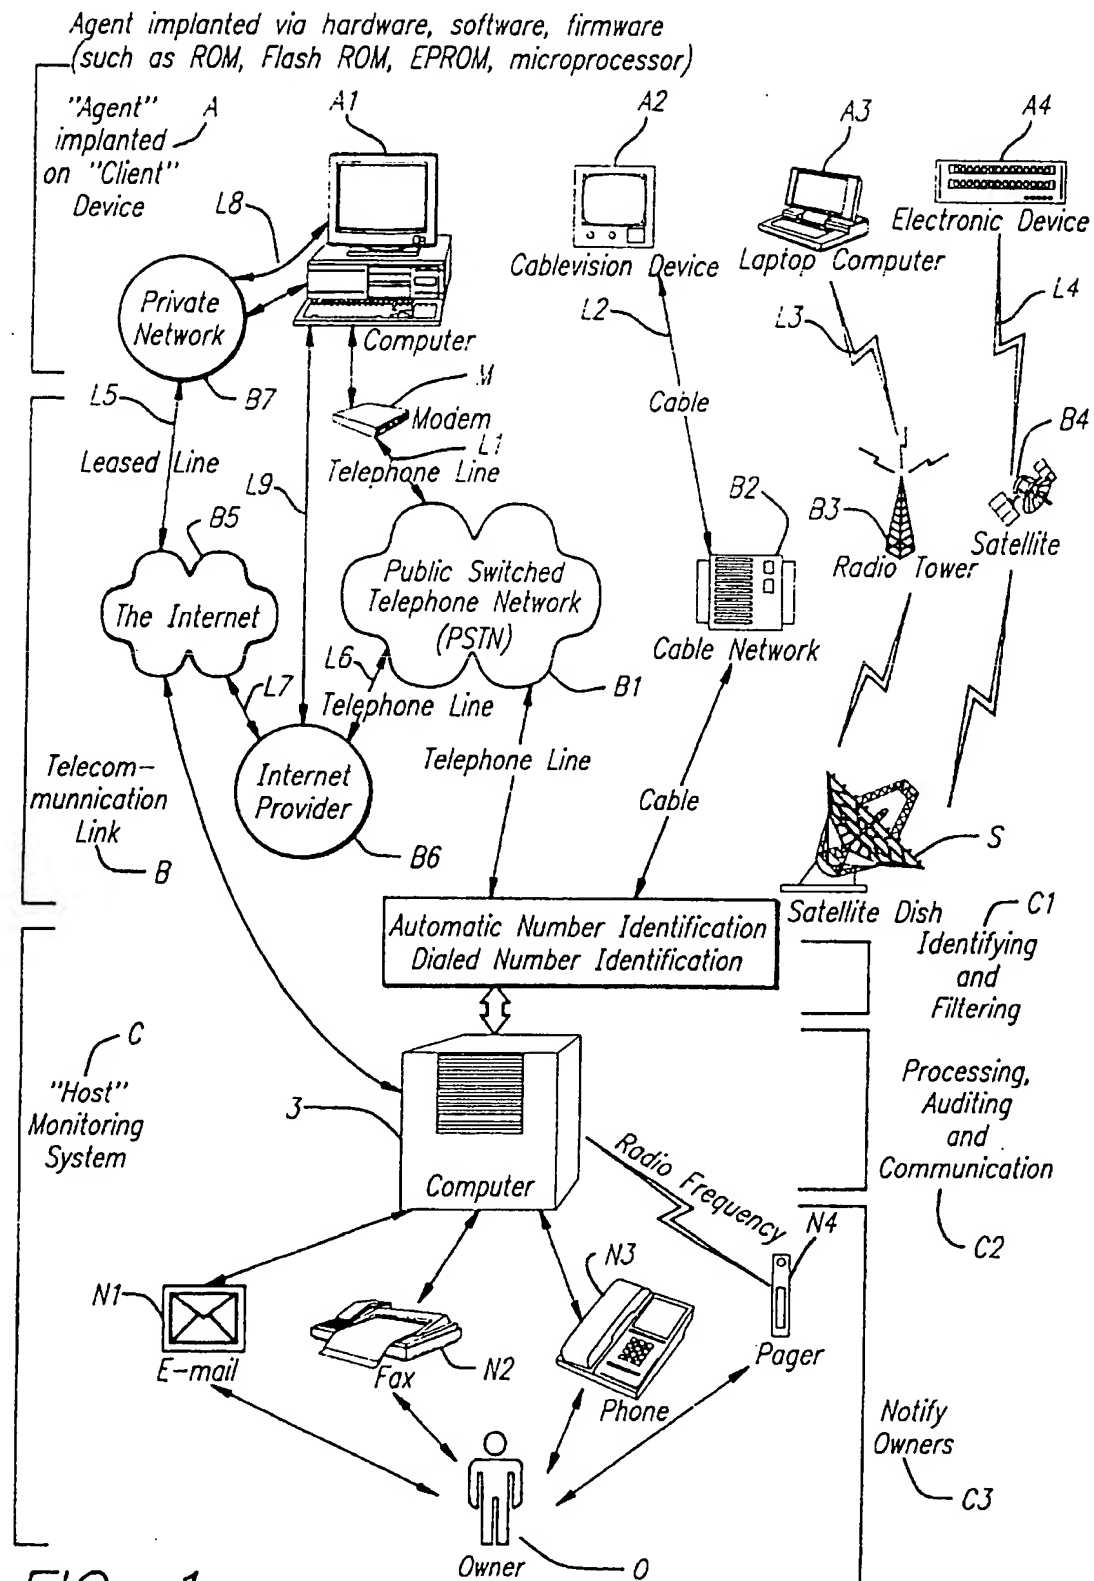 Agent implanted via hardware, software, firmware
(such as ROM, Flash ROM, EPROM, microprocessor)
"Agent"
implanted
on "Client"
Device
A
A1
A2
A3
A4
L8
Computer
Cablevision Device
Laptop Computer
Electronic Device
Private
Network
B7
L2
L3
L4
L5
M
Modem
L1
Telephone Line
Cable
B4
Leased Line
L9
B2
B3
Radio Tower
Satellite
B5
The Internet
Public Switched
Telephone Network
(PSTN)
Cable Network
B1
L6
L7
Telephone Line
Telephone Line
Internet
Provider
B6
Cable
Telecom-
munnication
Link
B
S
Satellite Dish
Automatic Number Identification
Dialed Number Identification
C1
Identifying
and
Filtering
C
"Host"
Monitoring
System
3
Computer
Processing,
Auditing
and
Communication
C2
Radio Frequency
N1
E-mail
N2
Fax
N3
Phone
N4
Pager
Notify
Owners
C3
Owner
O